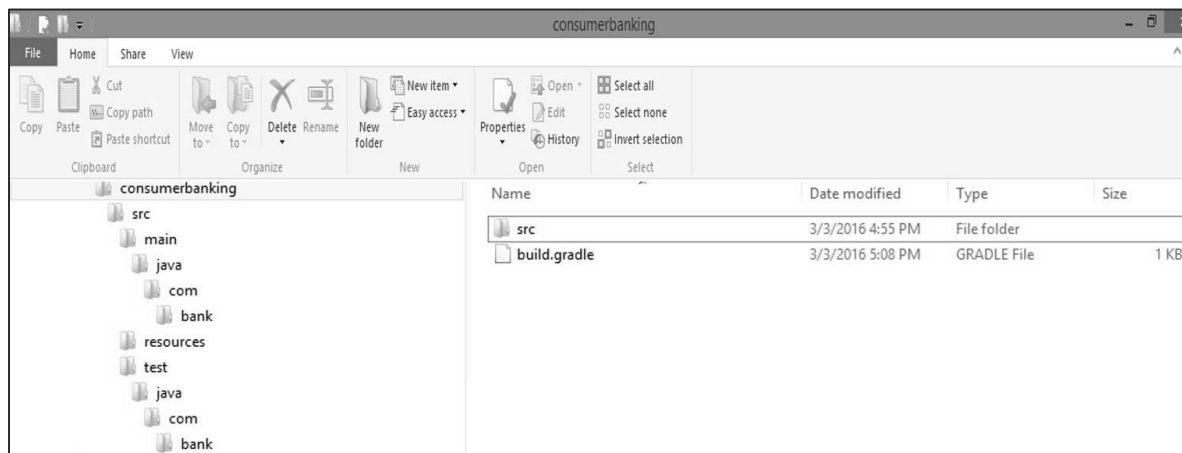 consumerbanking
File Home Share View
Copy
Paste
Cut
Copy path
Paste shortcut
Clipboard
Move to
Copy to
Delete
Rename
Organize
New folder
New item
Easy access
New
Properties
Open
Edit
History
Open
Select all
Select none
Invert selection
Select
consumerbanking
src
main
java
com
bank
resources
test
java
com
bank
Name Date modified Type Size
src 3/3/2016 4:55 PM File folder
build.gradle 3/3/2016 5:08 PM GRADLE File 1 KB